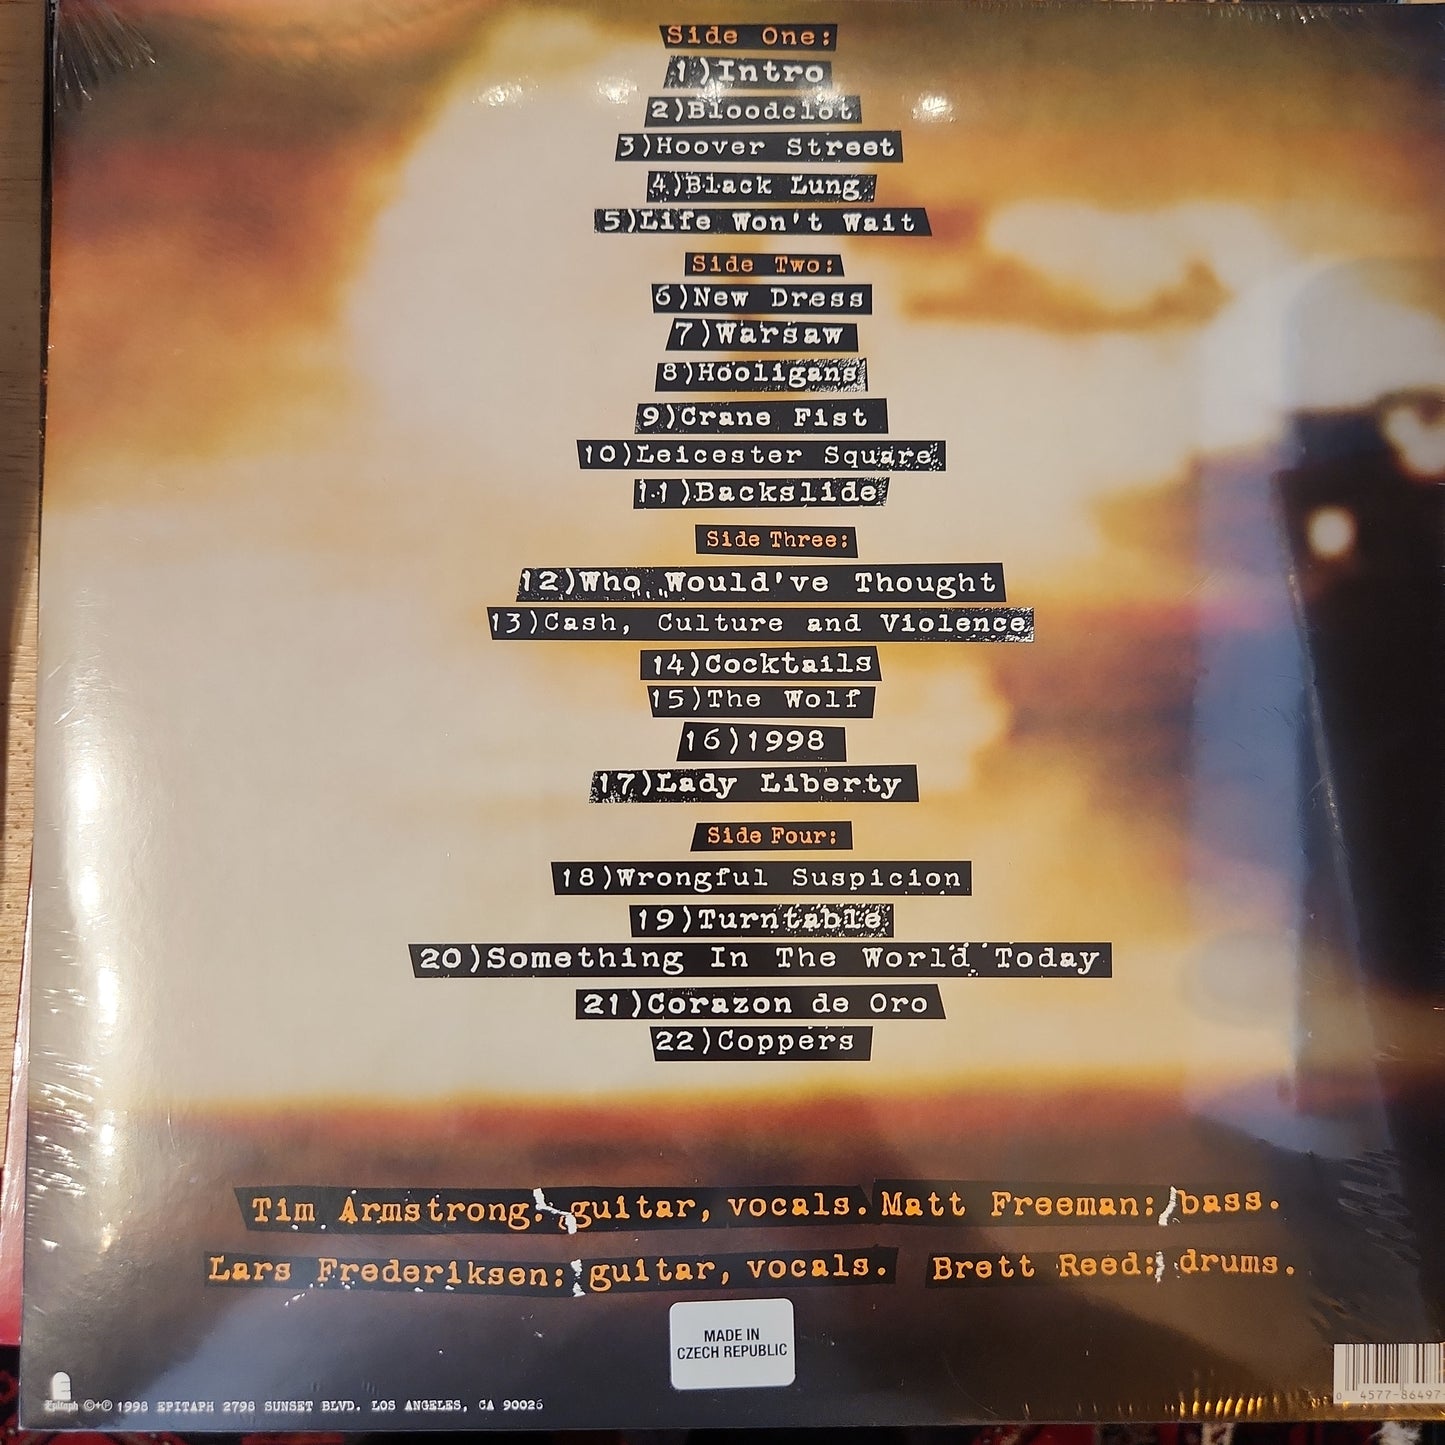 Side One:
1)Intro
2)Bloodclot
3)Hoover Street
4)Black Lung
5)Life Won't Wait
Side Two:
6)New Dress
7)Warsaw
8)Hooligans
9)Crane Fist
10)Leicester Square
11)Backslide
Side Three:
12)Who Would've Thought
13)Cash, Culture and Violence
14)Cocktails
15)The Wolf
16)1998
17)Lady Liberty
Side Four:
18)Wrongful Suspicion
19)Turntable
20)Something In The World Today
21)Corazon de Oro
22)Coppers
Tim Armstrong: guitar, vocals. Matt Freeman: bass.
Lars Frederiksen: guitar, vocals. Brett Reed: drums.
MADE IN
CZECH REPUBLIC
Epitaph ©+℗ 1998 EPITAPH 2798 SUNSET BLVD. LOS ANGELES, CA 90026
0 4577-86497